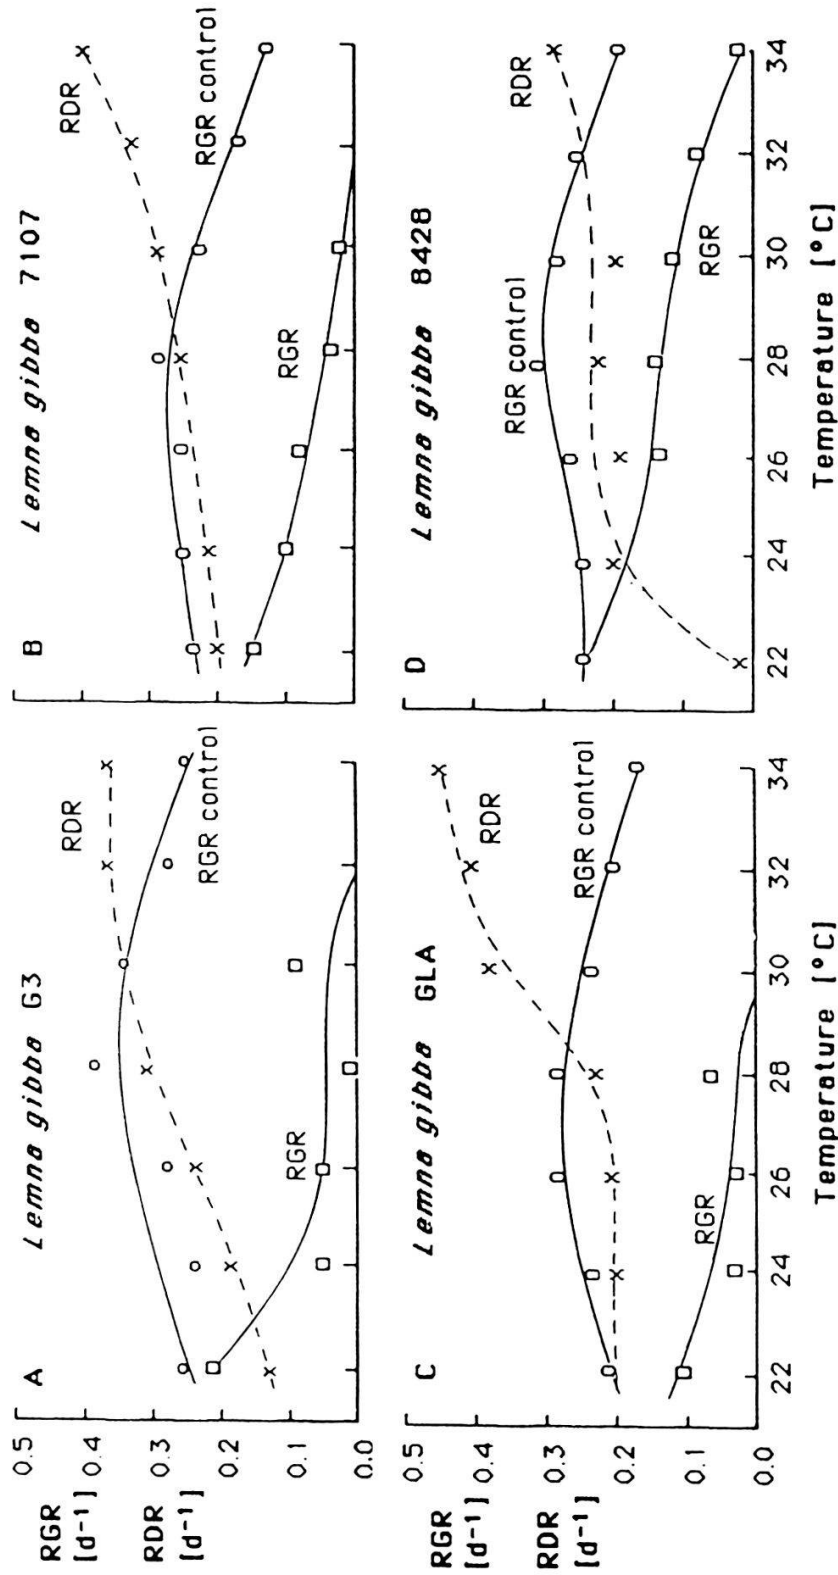 A Lemna gibba G3
RGR
[d⁻¹]
RDR
[d⁻¹]
0.5
0.4
0.3
0.2
0.1
0.0
RDR
RGR control
RGR
B Lemna gibba 7107
RDR
RGR control
RGR
C Lemna gibba GLA
RGR
[d⁻¹]
RDR
[d⁻¹]
0.5
0.4
0.3
0.2
0.1
0.0
RDR
RGR control
RGR
22 24 26 28 30 32 34
Temperature [°C]
D Lemna gibba 8428
RGR control
RDR
RGR
22 24 26 28 30 32 34
Temperature [°C]